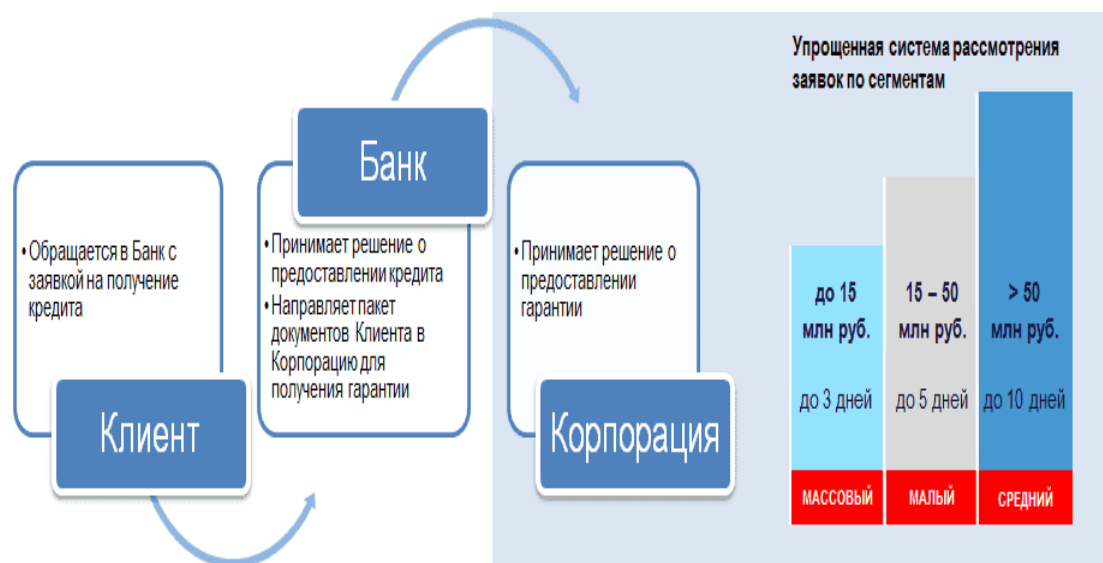 Упрощенная система рассмотрения
заявок по сегментам
Банк
• Обращается в Банк с
заявкой на получение
кредита
Клиент
• Принимает решение о
предоставлении кредита
• Направляет пакет
документов Клиента в
Корпорацию для
получения гарантии
• Принимает решение о
предоставлении
гарантии
Корпорация
до 15
млн руб.
до 3 дней
МАССОВЫЙ
15 – 50
млн руб.
до 5 дней
МАЛЫЙ
> 50
млн руб.
до 10 дней
СРЕДНИЙ